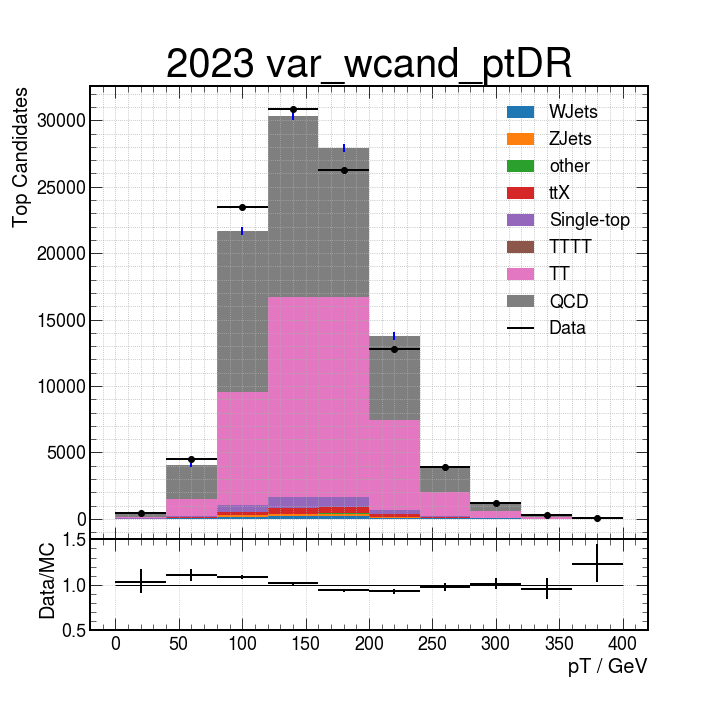 2023 var_wcand_ptDR
Top Candidates
30000
25000
20000
15000
10000
5000
0
WJets
ZJets
other
ttX
Single-top
TTTT
TT
QCD
Data
Data/MC
1.5
1.0
0.5
0 50 100 150 200 250 300 350 400
pT / GeV